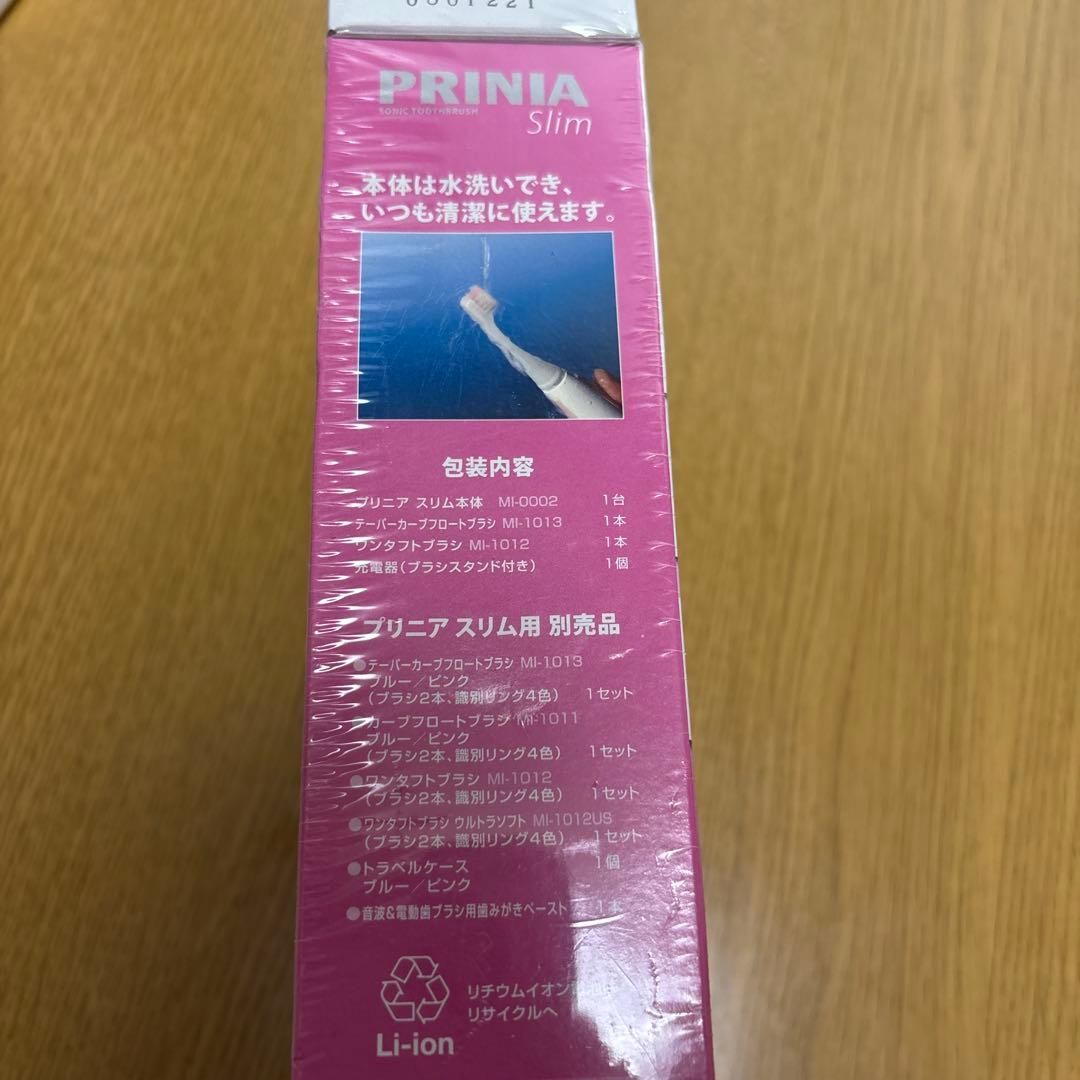 PRINIA
SONIC TOOTHBRUSH
Slim
本体は水洗いでき、
いつも清潔に使えます。
包装内容
プリニア スリム本体 MI-0002 1台
テーパーカーブフロートブラシ MI-1013 1本
ワンタフトブラシ MI-1012 1本
充電器(ブラシスタンド付き) 1個
プリニア スリム用 別売品
●テーパーカーブフロートブラシ MI-1013
ブルー/ピンク
(ブラシ2本、識別リング4色) 1セット
●カーブフロートブラシ MI-1011
ブルー/ピンク
(ブラシ2本、識別リング4色) 1セット
●ワンタフトブラシ MI-1012
(ブラシ2本、識別リング4色) 1セット
●ワンタフトブラシ ウルトラソフト MI-1012US
(ブラシ2本、識別リング4色) 1セット
●トラベルケース 1個
ブルー/ピンク
●音波&電動歯ブラシ用歯みがきペースト 1本
リチウムイオン
リサイクルへ
Li-ion